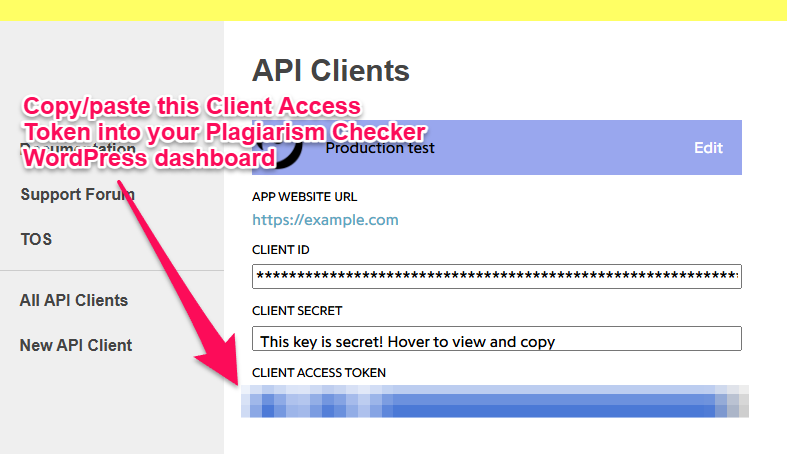 API Clients
Copy/paste this Client Access
Token into your Plagiarism Checker
WordPress dashboard
Documentation
Production test
Edit
Support Forum
TOS
All API Clients
New API Client
APP WEBSITE URL
https://example.com
CLIENT ID
***********************************************************
CLIENT SECRET
This key is secret! Hover to view and copy
CLIENT ACCESS TOKEN